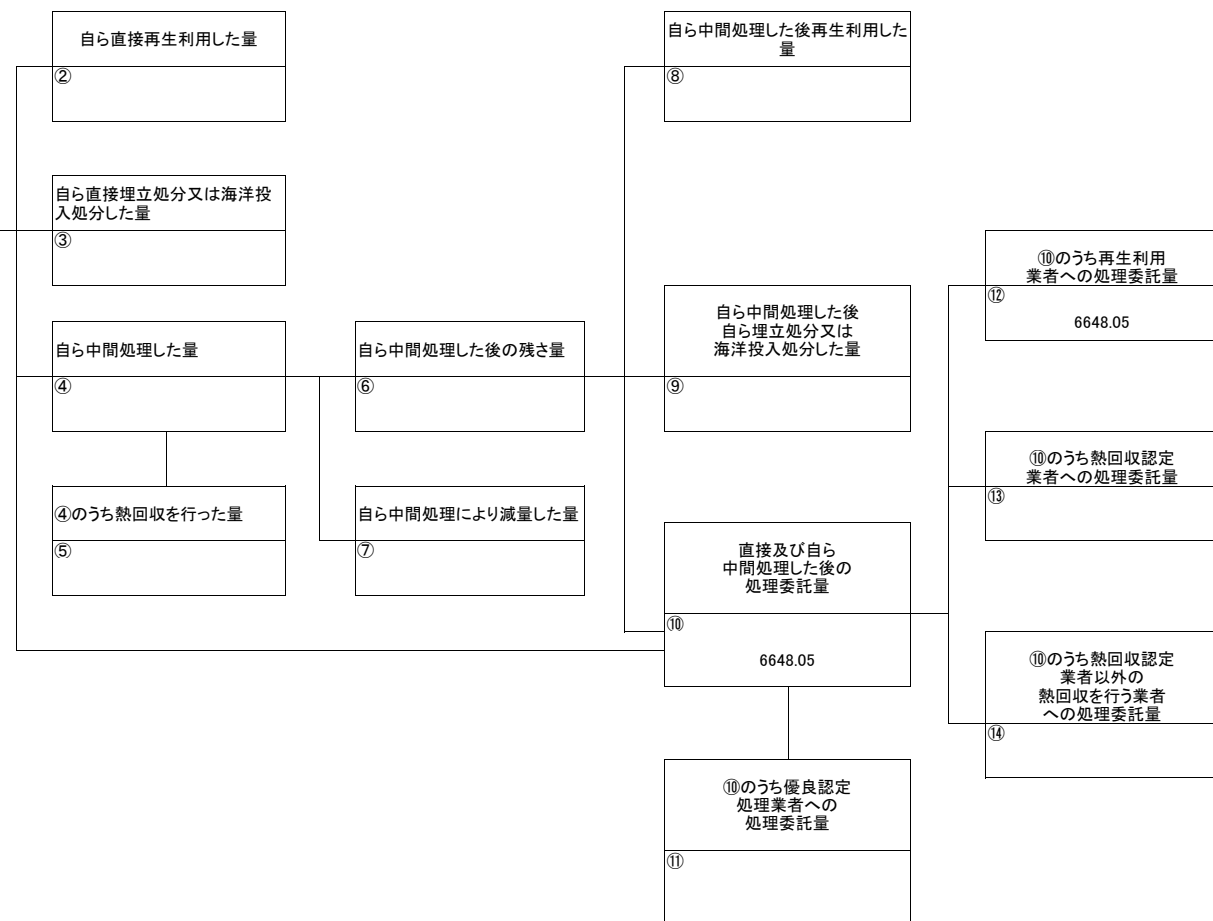 自ら直接再生利用した量
②
自ら直接埋立処分又は海洋投
入処分した量
③
自ら中間処理した量
④
④のうち熱回収を行った量
⑤
自ら中間処理した後の残さ量
⑥
自ら中間処理により減量した量
⑦
自ら中間処理した後再生利用した
量
⑧
自ら中間処理した後
自ら埋立処分又は
海洋投入処分した量
⑨
直接及び自ら
中間処理した後の
処理委託量
⑩
6648.05
⑩のうち優良認定
処理業者への
処理委託量
⑪
⑩のうち再生利用
業者への処理委託量
⑫
6648.05
⑩のうち熱回収認定
業者への処理委託量
⑬
⑩のうち熱回収認定
業者以外の
熱回収を行う業者
への処理委託量
⑭